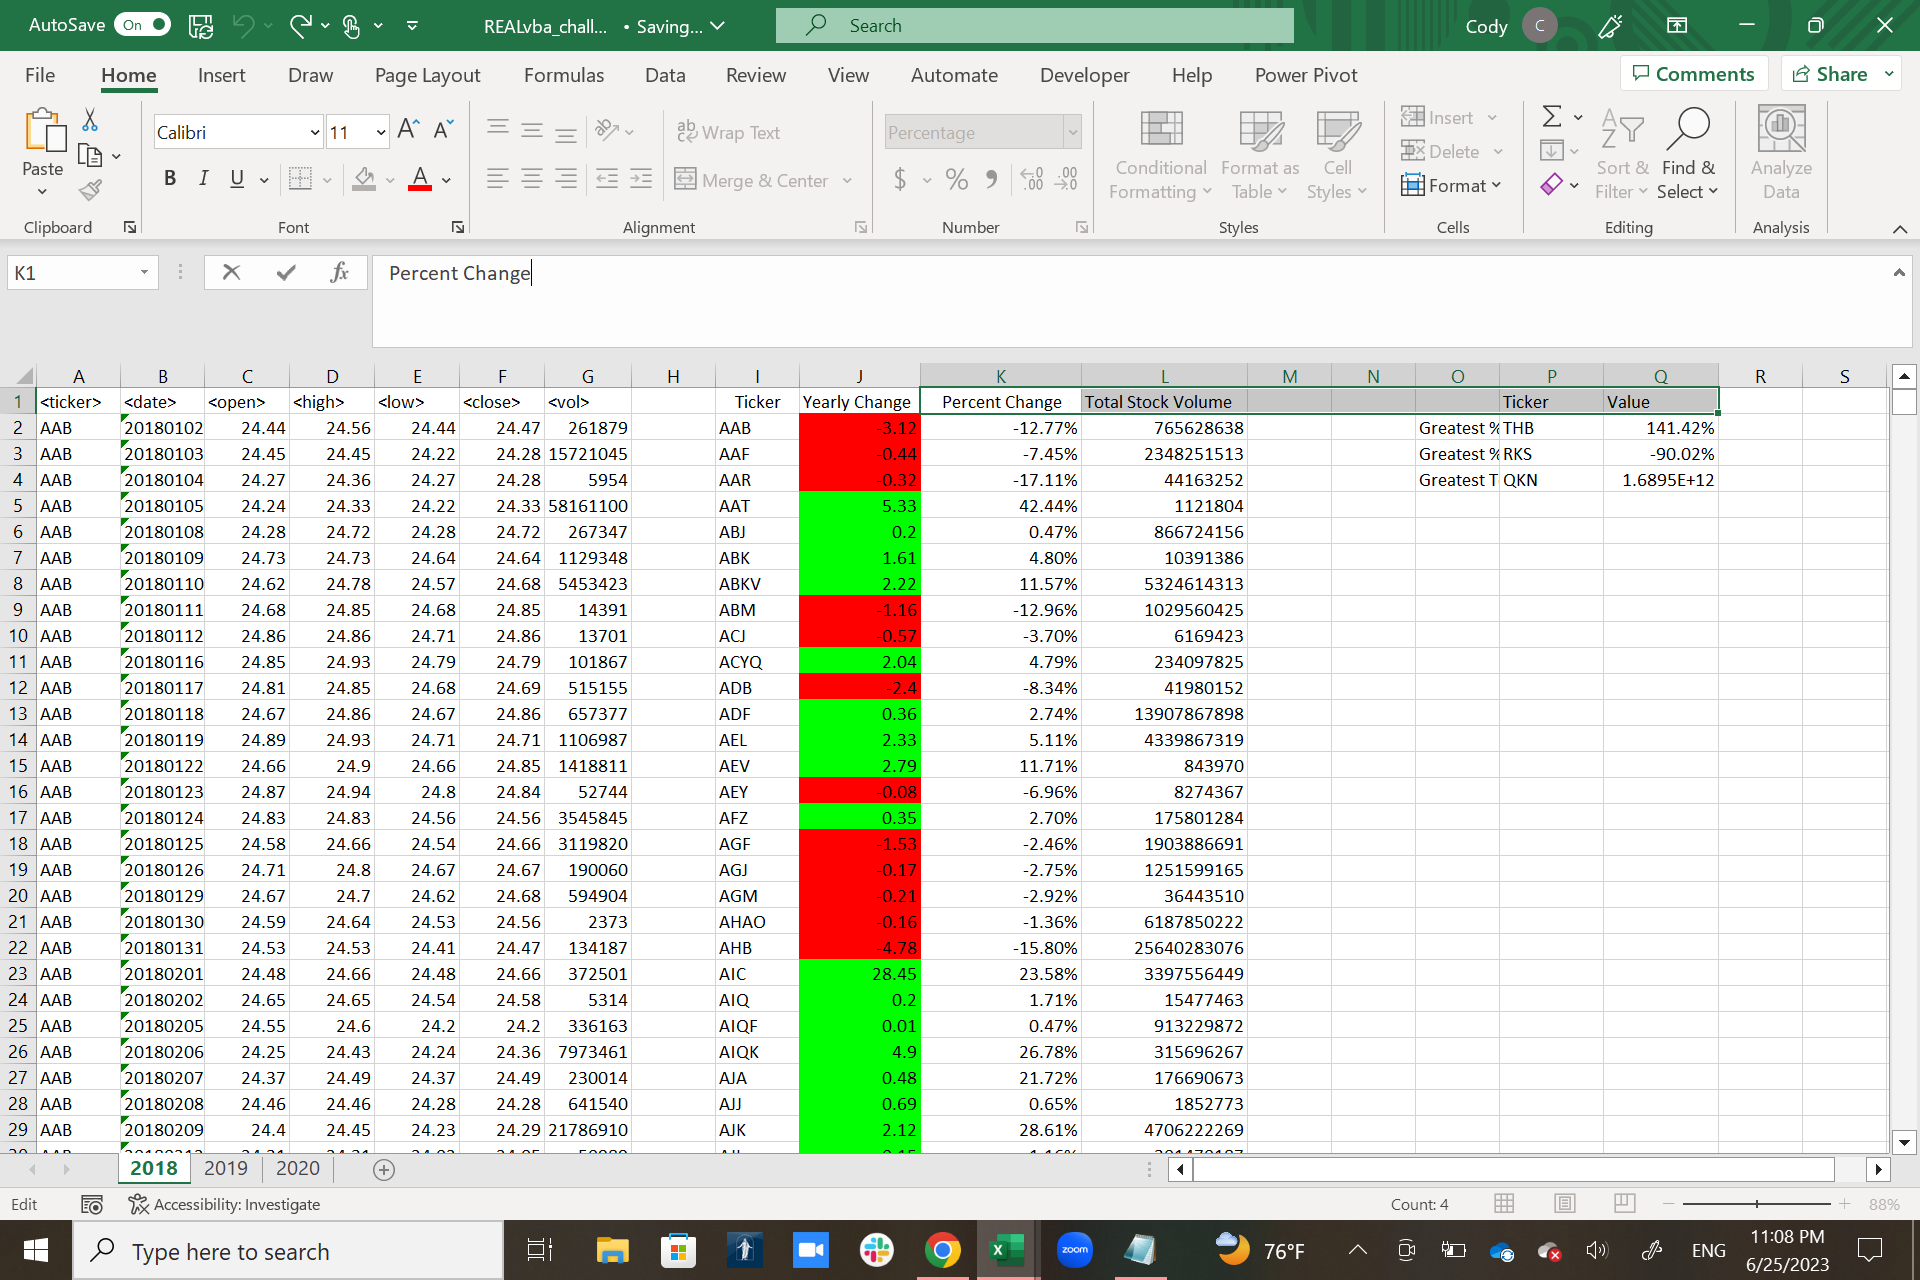 AutoSave On REALvba_chall... • Saving... Search Cody C
File Home Insert Draw Page Layout Formulas Data Review View Automate Developer Help Power Pivot Comments Share
Paste Calibri 11 ab Wrap Text Percentage Conditional Formatting Format as Table Cell Styles Insert Sort & Filter Find & Select Analyze Data
B I U A Merge & Center $ % Delete
Format
Clipboard Font Alignment Number Styles Cells Editing Analysis
K1 fx Percent Change
A B C D E F G H I J K L M N O P Q R S
1 <ticker> <date> <open> <high> <low> <close> <vol> Ticker Yearly Change Percent Change Total Stock Volume Ticker Value
2 AAB 20180102 24.44 24.56 24.44 24.47 261879 AAB -3.12 -12.77% 765628638 Greatest % THB 141.42%
3 AAB 20180103 24.45 24.45 24.22 24.28 15721045 AAF -0.44 -7.45% 2348251513 Greatest % RKS -90.02%
4 AAB 20180104 24.27 24.36 24.27 24.28 5954 AAR -0.32 -17.11% 44163252 Greatest T QKN 1.6895E+12
5 AAB 20180105 24.24 24.33 24.22 24.33 58161100 AAT 5.33 42.44% 1121804
6 AAB 20180108 24.28 24.72 24.28 24.72 267347 ABJ 0.2 0.47% 866724156
7 AAB 20180109 24.73 24.73 24.64 24.64 1129348 ABK 1.61 4.80% 10391386
8 AAB 20180110 24.62 24.78 24.57 24.68 5453423 ABKV 2.22 11.57% 5324614313
9 AAB 20180111 24.68 24.85 24.68 24.85 14391 ABM -1.16 -12.96% 1029560425
10 AAB 20180112 24.86 24.86 24.71 24.86 13701 ACJ -0.57 -3.70% 6169423
11 AAB 20180116 24.85 24.93 24.79 24.79 101867 ACYQ 2.04 4.79% 234097825
12 AAB 20180117 24.81 24.85 24.68 24.69 515155 ADB -2.4 -8.34% 41980152
13 AAB 20180118 24.67 24.86 24.67 24.86 657377 ADF 0.36 2.74% 13907867898
14 AAB 20180119 24.89 24.93 24.71 24.71 1106987 AEL 2.33 5.11% 4339867319
15 AAB 20180122 24.66 24.9 24.66 24.85 1418811 AEV 2.79 11.71% 843970
16 AAB 20180123 24.87 24.94 24.8 24.84 52744 AEY -0.08 -6.96% 8274367
17 AAB 20180124 24.83 24.83 24.56 24.56 3545845 AFZ 0.35 2.70% 175801284
18 AAB 20180125 24.58 24.66 24.54 24.66 3119820 AGF -1.53 -2.46% 1903886691
19 AAB 20180126 24.71 24.8 24.67 24.67 190060 AGJ -0.17 -2.75% 1251599165
20 AAB 20180129 24.67 24.7 24.62 24.68 594904 AGM -0.21 -2.92% 36443510
21 AAB 20180130 24.59 24.64 24.53 24.56 2373 AHAO -0.16 -1.36% 6187850222
22 AAB 20180131 24.53 24.53 24.41 24.47 134187 AHB -4.78 -15.80% 25640283076
23 AAB 20180201 24.48 24.66 24.48 24.66 372501 AIC 28.45 23.58% 3397556449
24 AAB 20180202 24.65 24.65 24.54 24.58 5314 AIQ 0.2 1.71% 15477463
25 AAB 20180205 24.55 24.6 24.2 24.2 336163 AIQF 0.01 0.47% 913229872
26 AAB 20180206 24.25 24.43 24.24 24.36 7973461 AIQK 4.9 26.78% 315696267
27 AAB 20180207 24.37 24.49 24.37 24.49 230014 AJA 0.48 21.72% 176690673
28 AAB 20180208 24.46 24.46 24.28 24.28 641540 AJJ 0.69 0.65% 1852773
29 AAB 20180209 24.4 24.45 24.23 24.29 21786910 AJK 2.12 28.61% 4706222269
2018 2019 2020
Edit Accessibility: Investigate Count: 4 88%
Type here to search zoom 76°F ENG 11:08 PM
6/25/2023